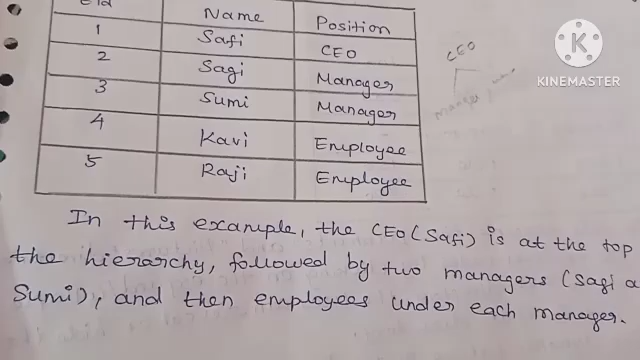 Eid Name Position
1 Safi CEO
2 Sagi Manager
3 Sumi Manager
4 Kavi Employee
5 Raji Employee
CEO
KINEMASTER
In this example, the CEO (Safi) is at the top
the hierarchy, followed by two managers (Sagi a
Sumi), and then employees under each manager.